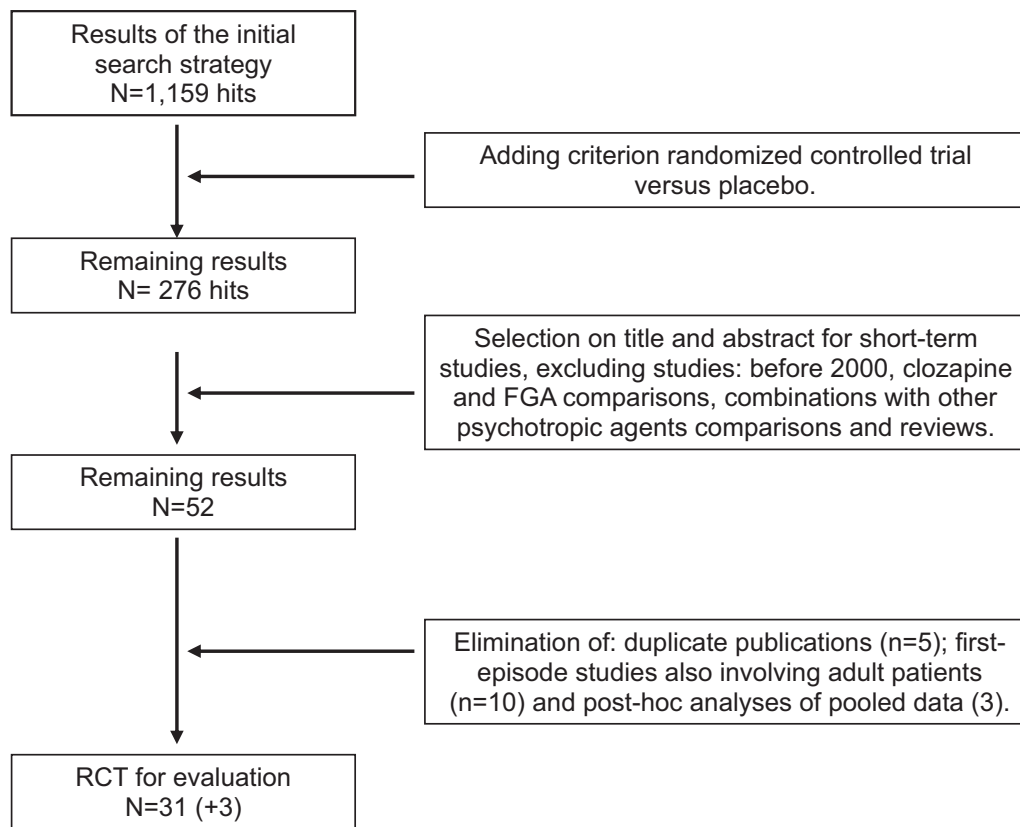 Results of the initial
search strategy
N=1,159 hits
Adding criterion randomized controlled trial
versus placebo.
Remaining results
N= 276 hits
Selection on title and abstract for short-term
studies, excluding studies: before 2000, clozapine
and FGA comparisons, combinations with other
psychotropic agents comparisons and reviews.
Remaining results
N=52
Elimination of: duplicate publications (n=5); first-
episode studies also involving adult patients
(n=10) and post-hoc analyses of pooled data (3).
RCT for evaluation
N=31 (+3)